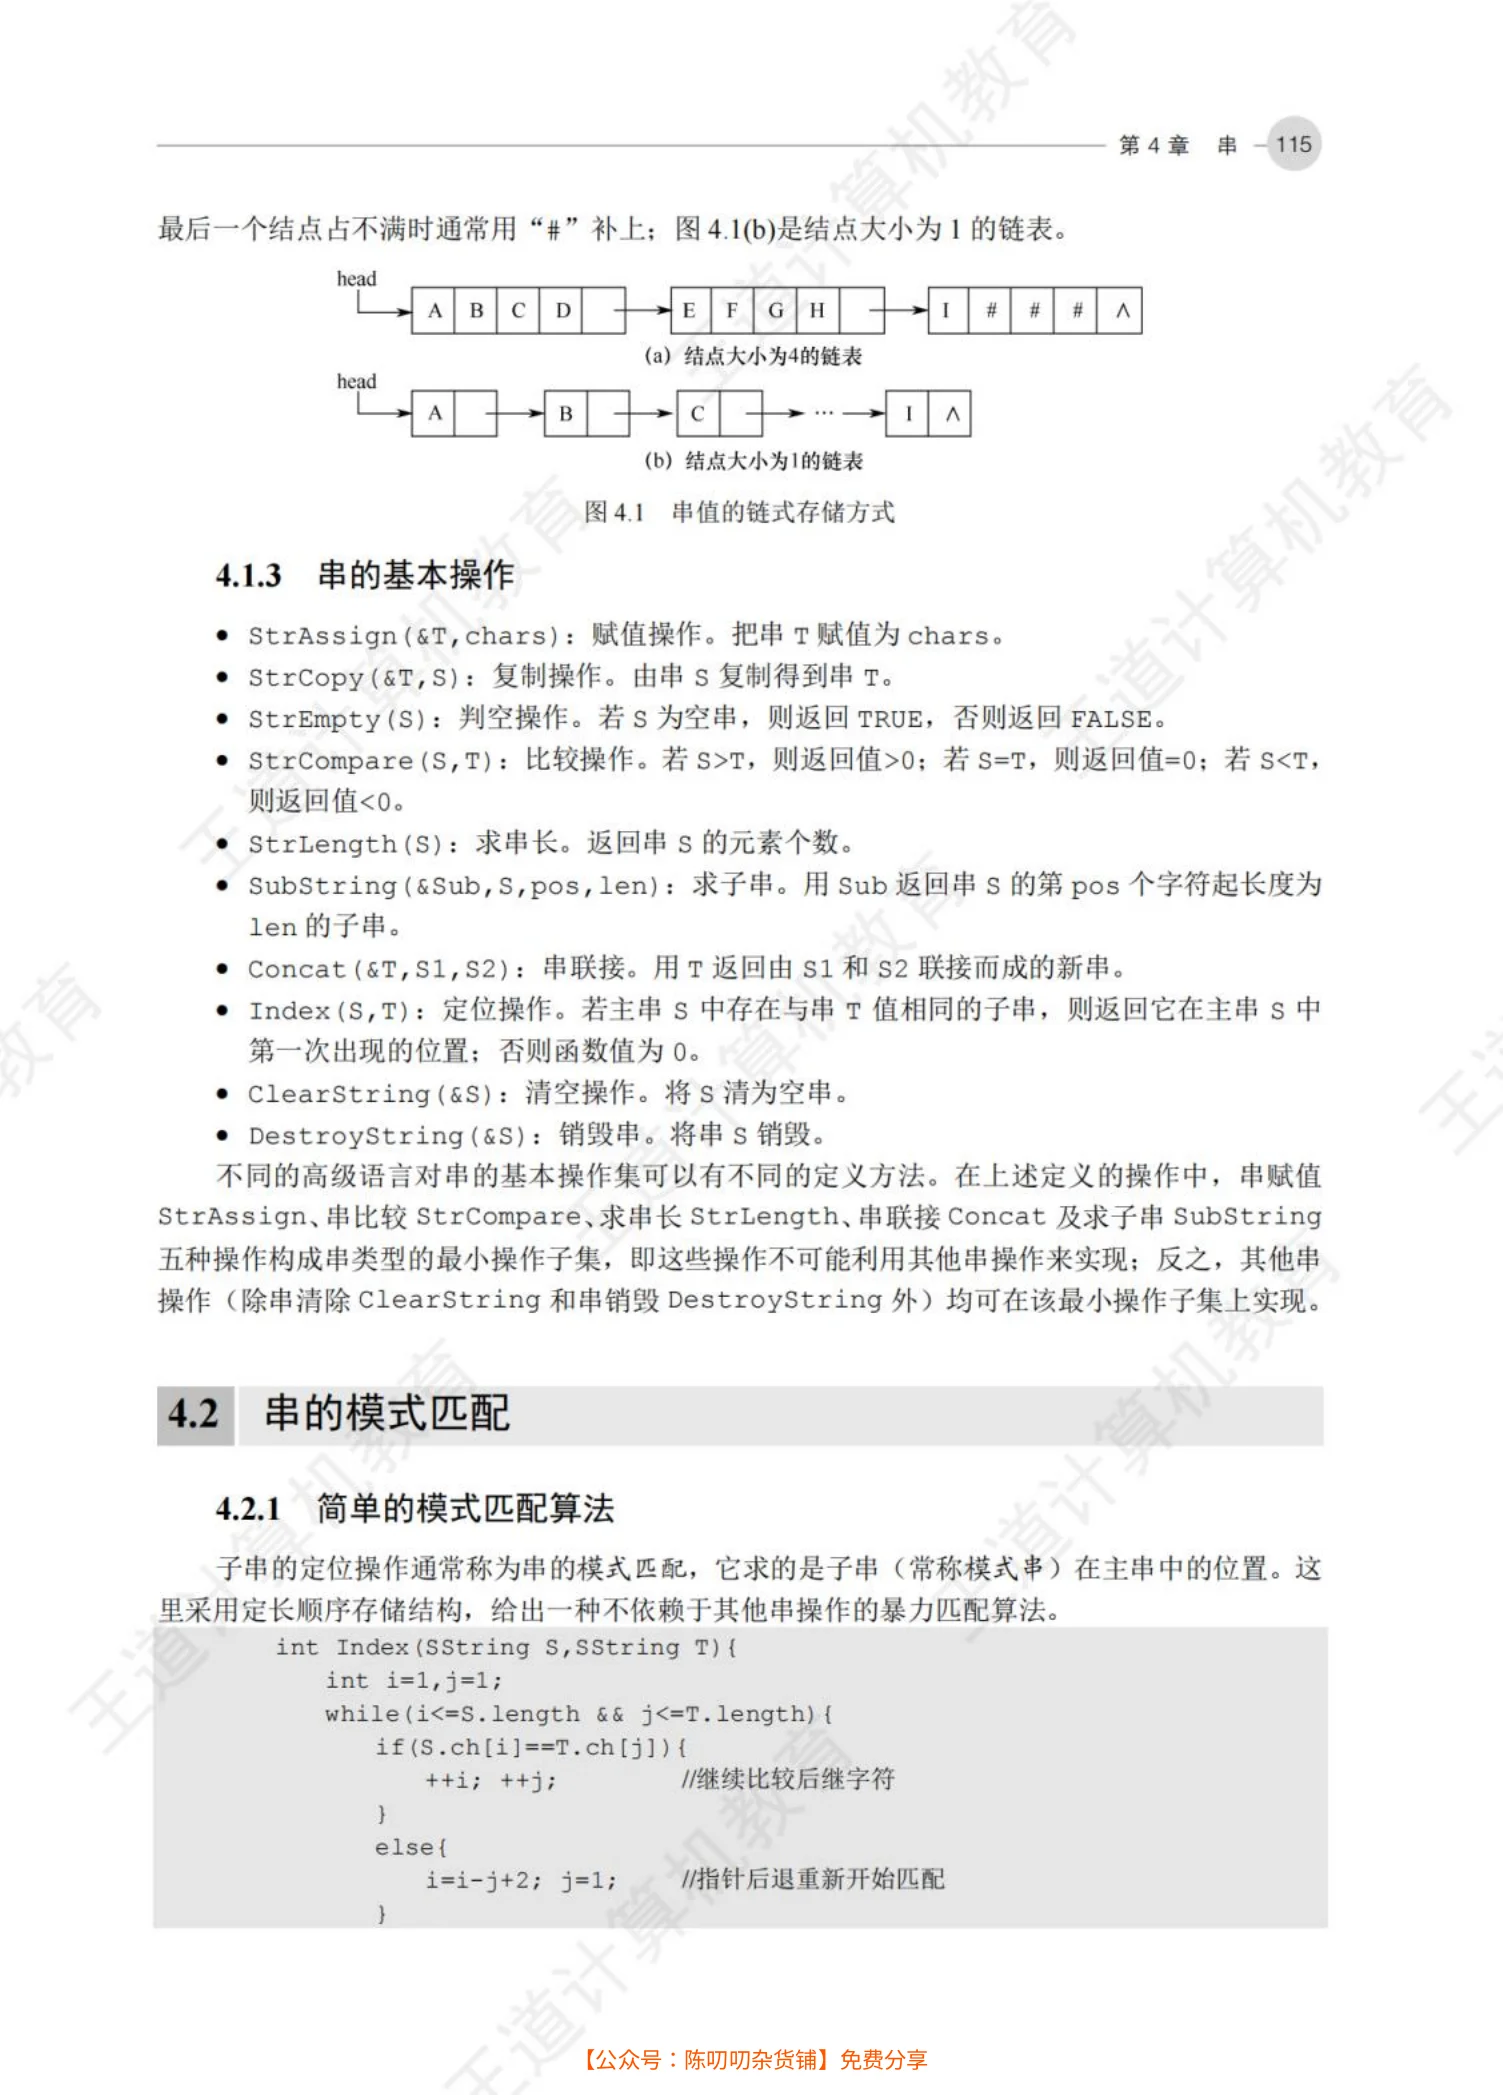 第 4 章 串 115
最后一个结点占不满时通常用“#”补上；图 4.1(b)是结点大小为 1 的链表。
head
A B C D E F G H I # # # ∧
(a) 结点大小为4的链表
head
A B C … I ∧
(b) 结点大小为1的链表
图 4.1 串值的链式存储方式
4.1.3 串的基本操作
● StrAssign(&T,chars)：赋值操作。把串 T 赋值为 chars。
● StrCopy(&T,S)：复制操作。由串 S 复制得到串 T。
● StrEmpty(S)：判空操作。若 S 为空串，则返回 TRUE，否则返回 FALSE。
● StrCompare(S,T)：比较操作。若 S>T，则返回值>0；若 S=T，则返回值=0；若 S<T，
则返回值<0。
● StrLength(S)：求串长。返回串 S 的元素个数。
● SubString(&Sub,S,pos,len)：求子串。用 Sub 返回串 S 的第 pos 个字符起长度为
len 的子串。
● Concat(&T,S1,S2)：串联接。用 T 返回由 S1 和 S2 联接而成的新串。
● Index(S,T)：定位操作。若主串 S 中存在与串 T 值相同的子串，则返回它在主串 S 中
第一次出现的位置；否则函数值为 0。
● ClearString(&S)：清空操作。将 S 清为空串。
● DestroyString(&S)：销毁串。将串 S 销毁。
不同的高级语言对串的基本操作集可以有不同的定义方法。在上述定义的操作中，串赋值
StrAssign、串比较 StrCompare、求串长 StrLength、串联接 Concat 及求子串 SubString
五种操作构成串类型的最小操作子集，即这些操作不可能利用其他串操作来实现；反之，其他串
操作（除串清除 ClearString 和串销毁 DestroyString 外）均可在该最小操作子集上实现。
4.2 串的模式匹配
4.2.1 简单的模式匹配算法
子串的定位操作通常称为串的模式匹配，它求的是子串（常称模式串）在主串中的位置。这
里采用定长顺序存储结构，给出一种不依赖于其他串操作的暴力匹配算法。
int Index(SString S,SString T){
int i=1,j=1;
while(i<=S.length && j<=T.length){
if(S.ch[i]==T.ch[j]){
++i; ++j; //继续比较后继字符
}
else{
i=i-j+2; j=1; //指针后退重新开始匹配
}
王道计算机教育
【公众号：陈叨叨杂货铺】免费分享